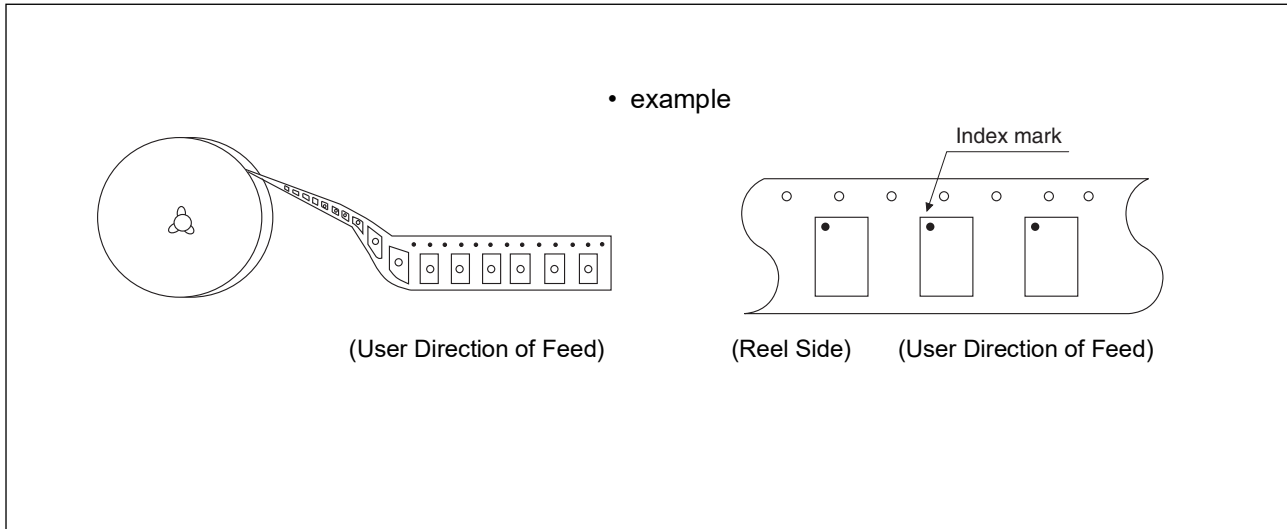 • example
Index mark
(User Direction of Feed)
(Reel Side)
(User Direction of Feed)